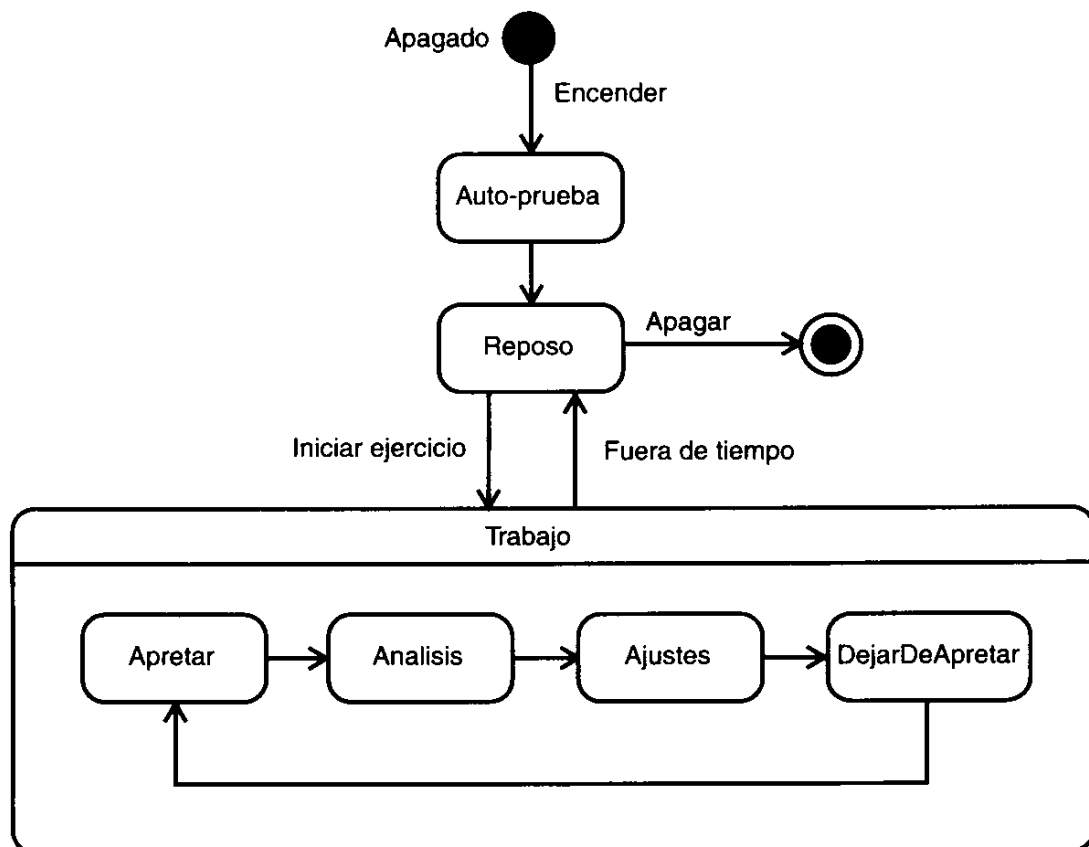 Apagado
Encender
Auto-prueba
Reposo
Apagar
Iniciar ejercicio
Fuera de tiempo
Trabajo
Apretar
Analisis
Ajustes
DejarDeApretar